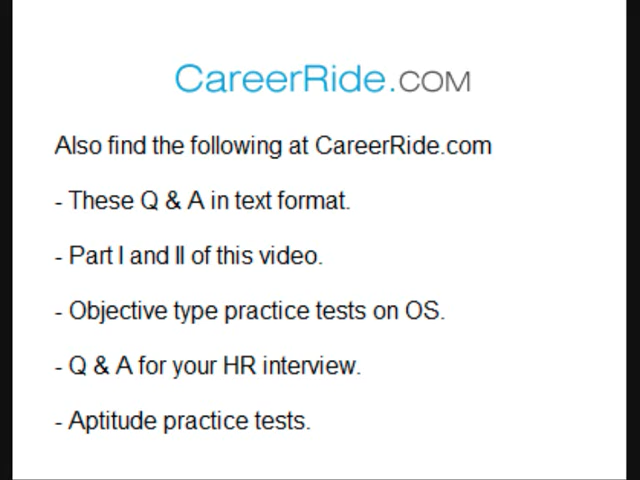 CareerRide.COM
Also find the following at CareerRide.com
- These Q & A in text format.
- Part I and II of this video.
- Objective type practice tests on OS.
- Q & A for your HR interview.
- Aptitude practice tests.